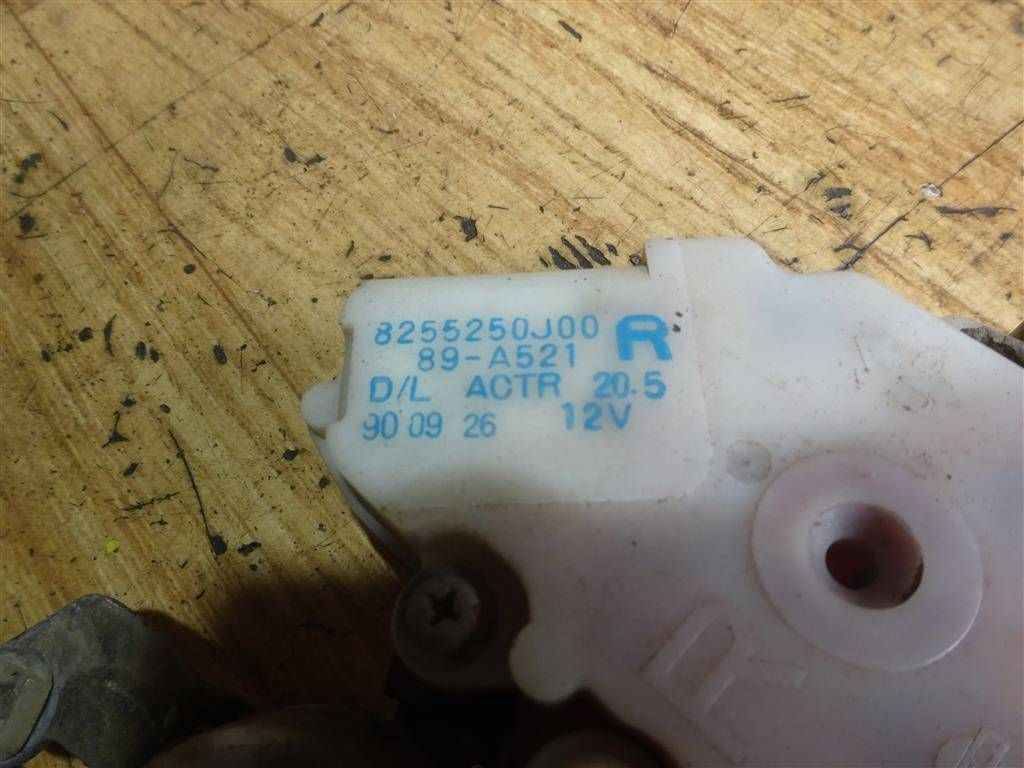 8255250J00 R
89-A521
D/L ACTR 20.5
90 09 26 12V
R